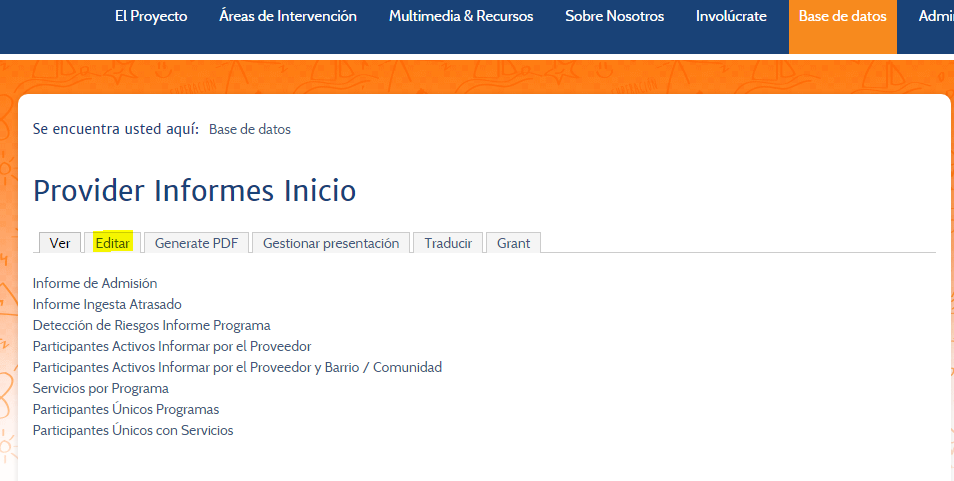 El Proyecto Áreas de Intervención Multimedia & Recursos Sobre Nosotros Involúcrate Base de datos Admi
Se encuentra usted aquí: Base de datos
Provider Informes Inicio
Ver Editar Generate PDF Gestionar presentación Traducir Grant
Informe de Admisión
Informe Ingesta Atrasado
Detección de Riesgos Informe Programa
Participantes Activos Informar por el Proveedor
Participantes Activos Informar por el Proveedor y Barrio / Comunidad
Servicios por Programa
Participantes Únicos Programas
Participantes Únicos con Servicios